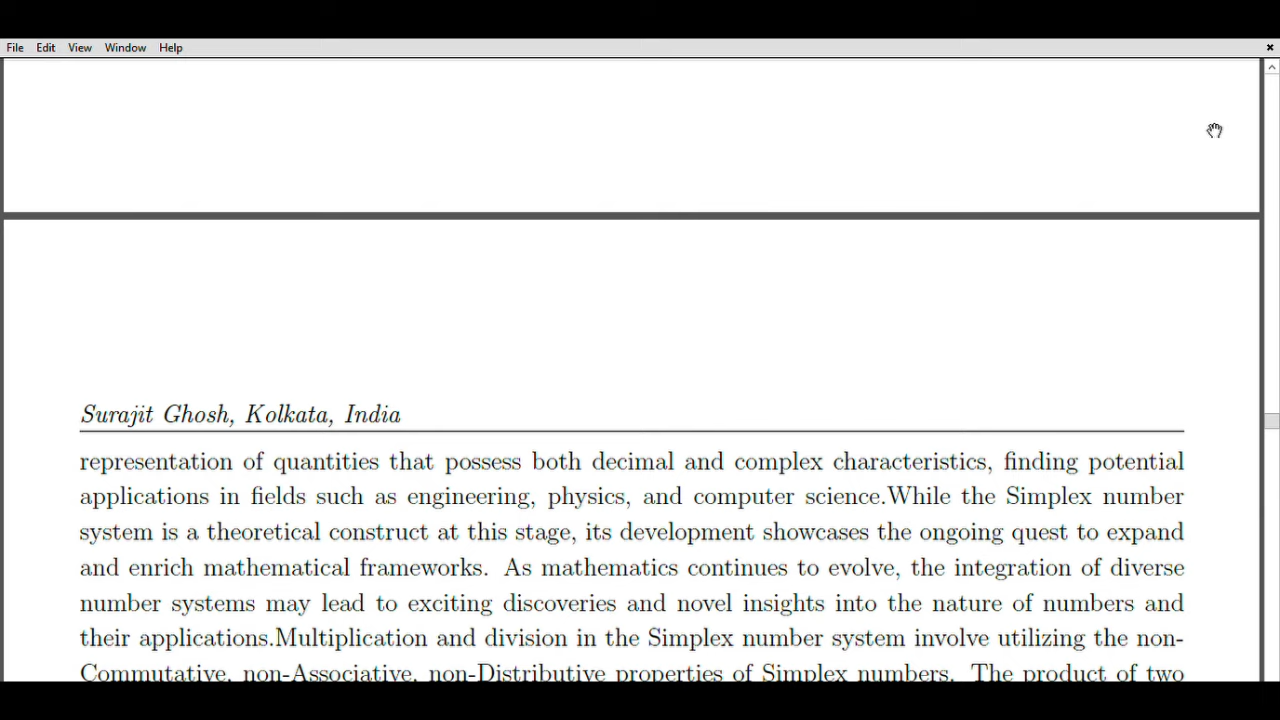 File Edit View Window Help
Surajit Ghosh, Kolkata, India
representation of quantities that possess both decimal and complex characteristics, finding potential
applications in fields such as engineering, physics, and computer science.While the Simplex number
system is a theoretical construct at this stage, its development showcases the ongoing quest to expand
and enrich mathematical frameworks. As mathematics continues to evolve, the integration of diverse
number systems may lead to exciting discoveries and novel insights into the nature of numbers and
their applications.Multiplication and division in the Simplex number system involve utilizing the non-
Commutative, non-Associative, non-Distributive properties of Simplex numbers. The product of two